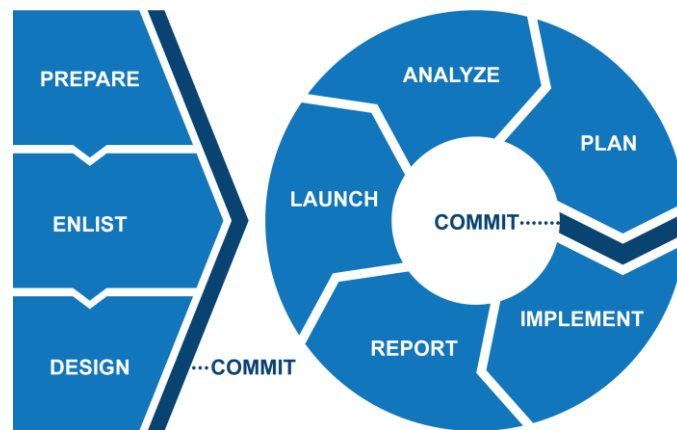 PREPARE
ENLIST
DESIGN
COMMIT
LAUNCH
ANALYZE
PLAN
COMMIT
IMPLEMENT
REPORT